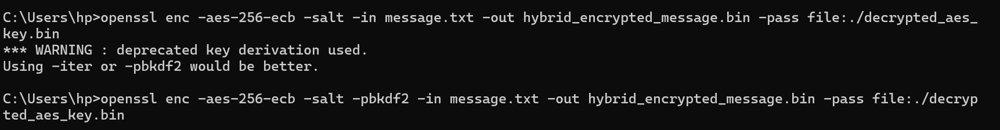 C:\Users\hp>openssl enc -aes-256-ecb -salt -in message.txt -out hybrid_encrypted_message.bin -pass file:./decrypted_aes_
key.bin
*** WARNING : deprecated key derivation used.
Using -iter or -pbkdf2 would be better.
C:\Users\hp>openssl enc -aes-256-ecb -salt -pbkdf2 -in message.txt -out hybrid_encrypted_message.bin -pass file:./decryp
ted_aes_key.bin